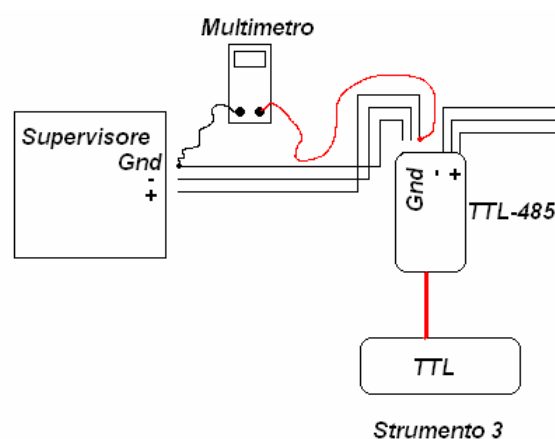 Multimetro
Supervisore
Gnd
-
+
Gnd - +
TTL-485
TTL
Strumento 3